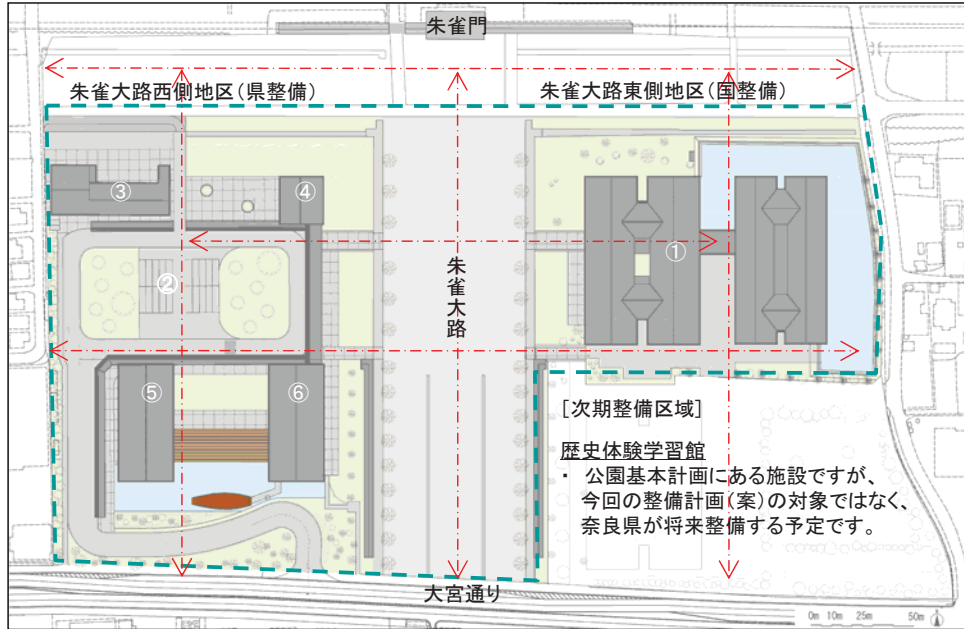 朱雀門
朱雀大路西側地区(県整備)
朱雀大路東側地区(国整備)
③
④
①
②
朱雀大路
⑤
⑥
[次期整備区域]
歴史体験学習館
・ 公園基本計画にある施設ですが、
今回の整備計画(案)の対象ではなく、
奈良県が将来整備する予定です。
大宮通り
0m 10m 25m 50m